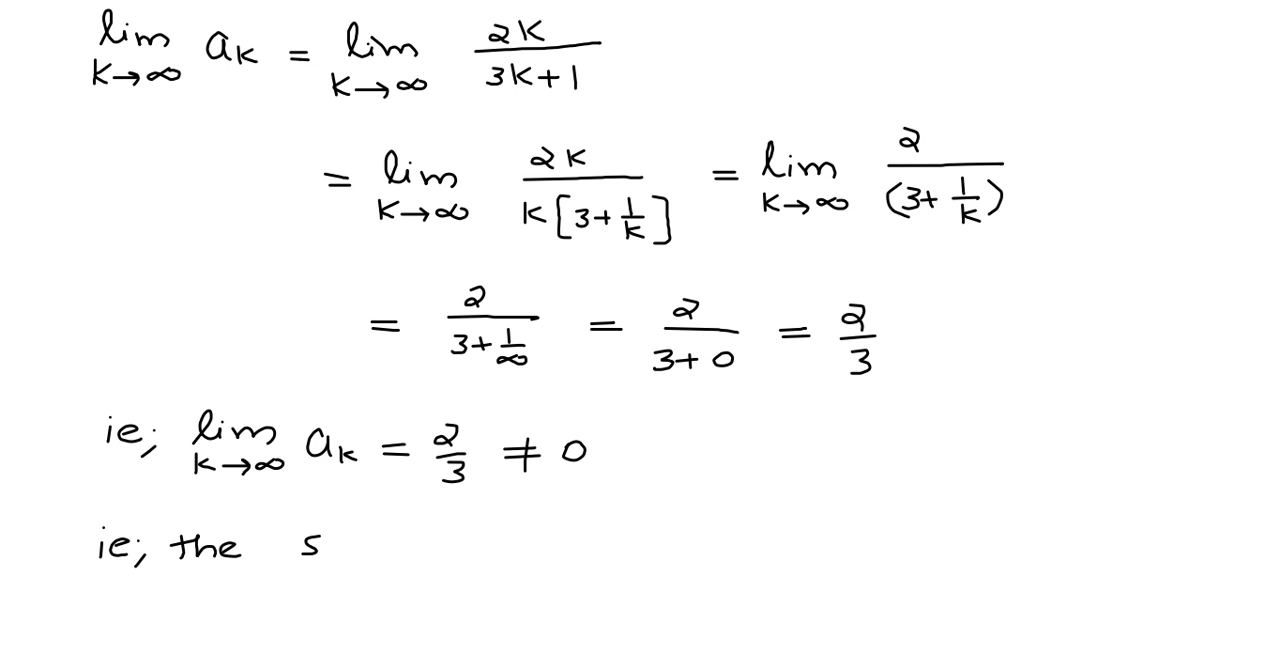 lim K→∞ aK = lim K→∞ 2K/(3K+1)
= lim K→∞ 2K/(K[3+1/K]) = lim K→∞ 2/(3+1/K)
= 2/(3+1/∞) = 2/(3+0) = 2/3
ie; lim K→∞ aK = 2/3 ≠ 0
ie; the s